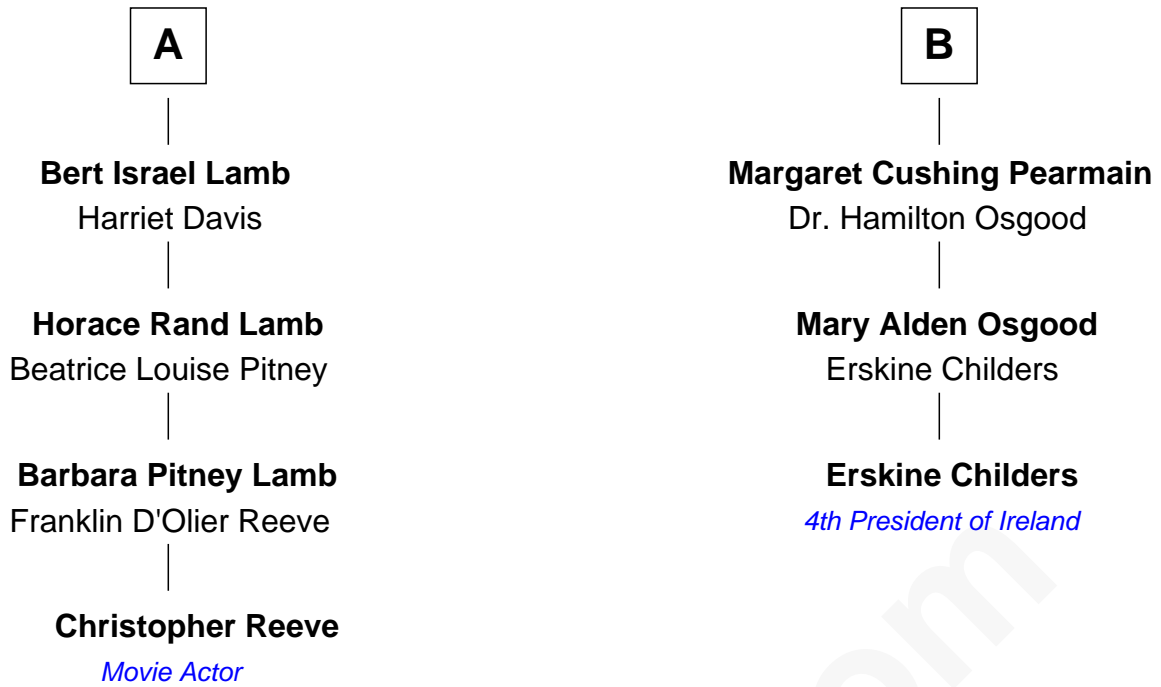 A
Bert Israel Lamb
Harriet Davis
Horace Rand Lamb
Beatrice Louise Pitney
Barbara Pitney Lamb
Franklin D'Olier Reeve
Christopher Reeve
Movie Actor
B
Margaret Cushing Pearmain
Dr. Hamilton Osgood
Mary Alden Osgood
Erskine Childers
Erskine Childers
4th President of Ireland
om